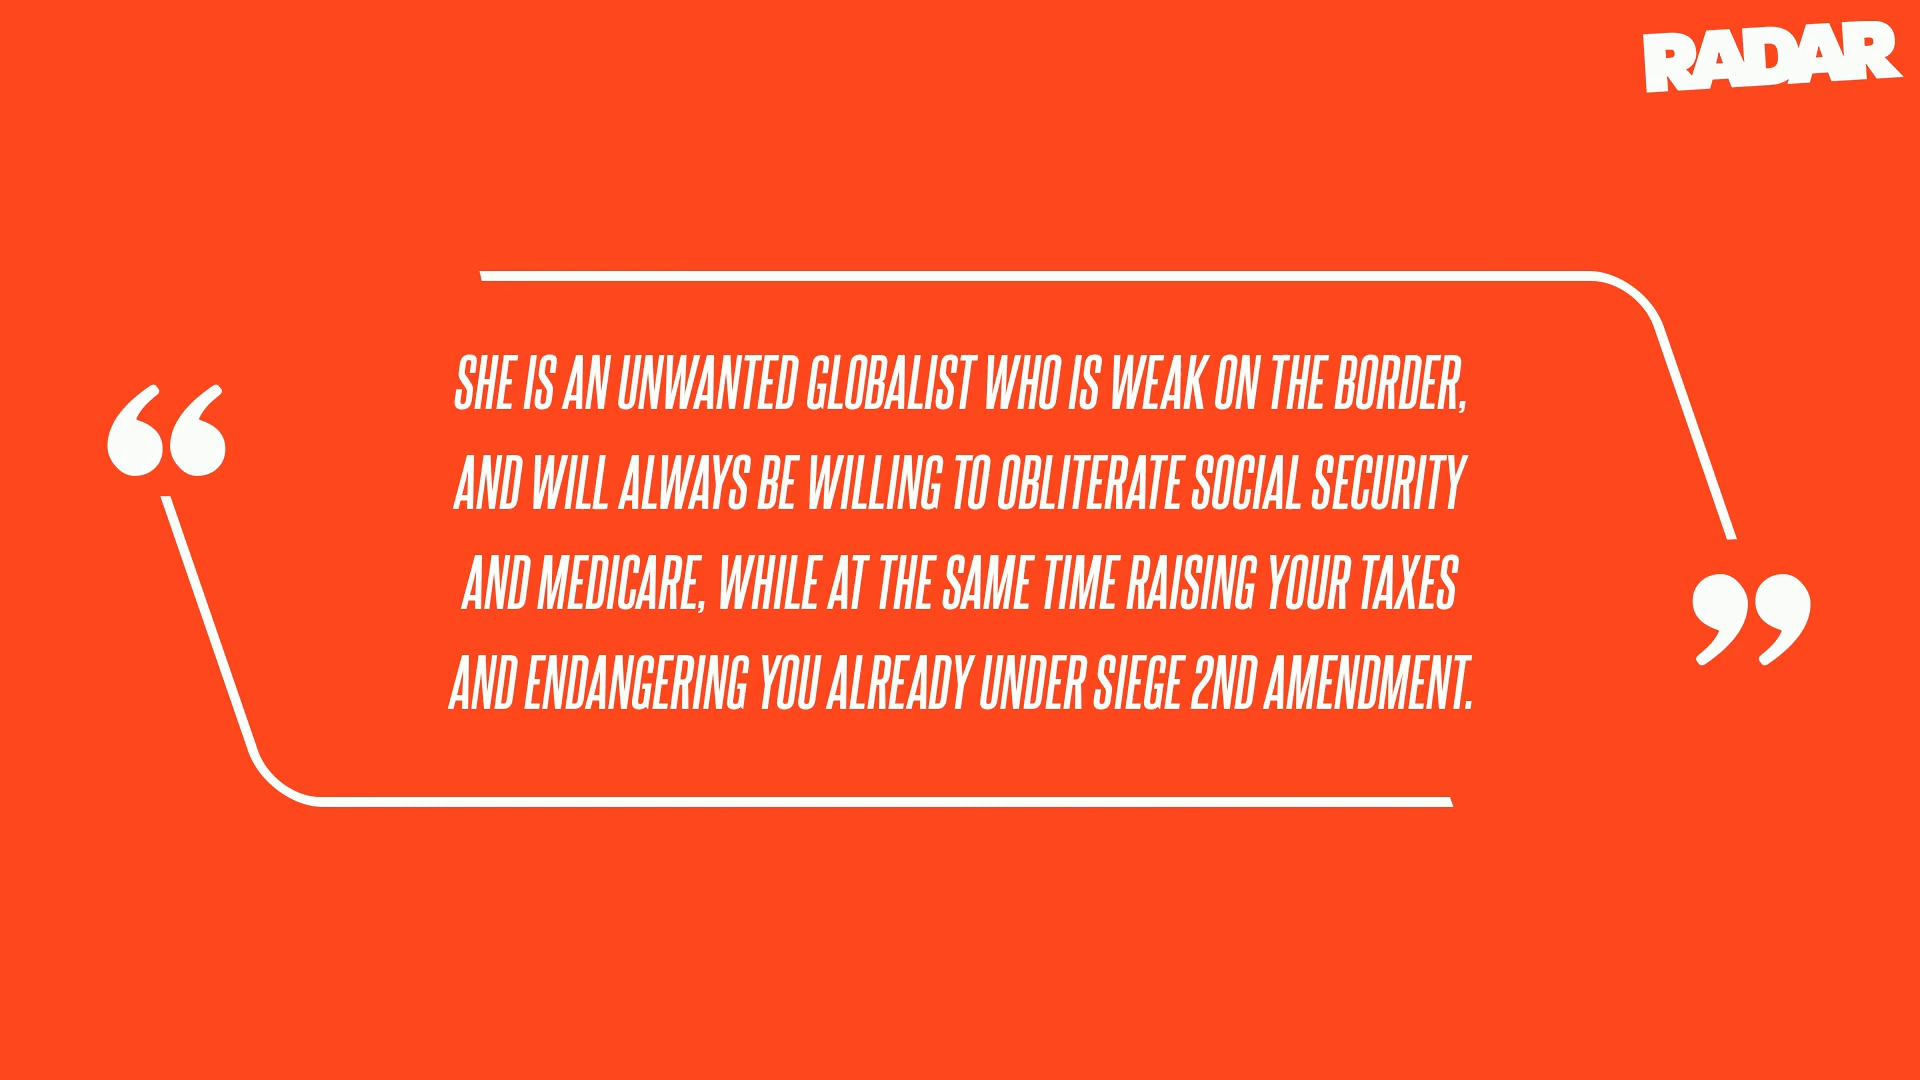 RADAR
“
SHE IS AN UNWANTED GLOBALIST WHO IS WEAK ON THE BORDER,
AND WILL ALWAYS BE WILLING TO OBLITERATE SOCIAL SECURITY
AND MEDICARE, WHILE AT THE SAME TIME RAISING YOUR TAXES
AND ENDANGERING YOU ALREADY UNDER SIEGE 2ND AMENDMENT.
”